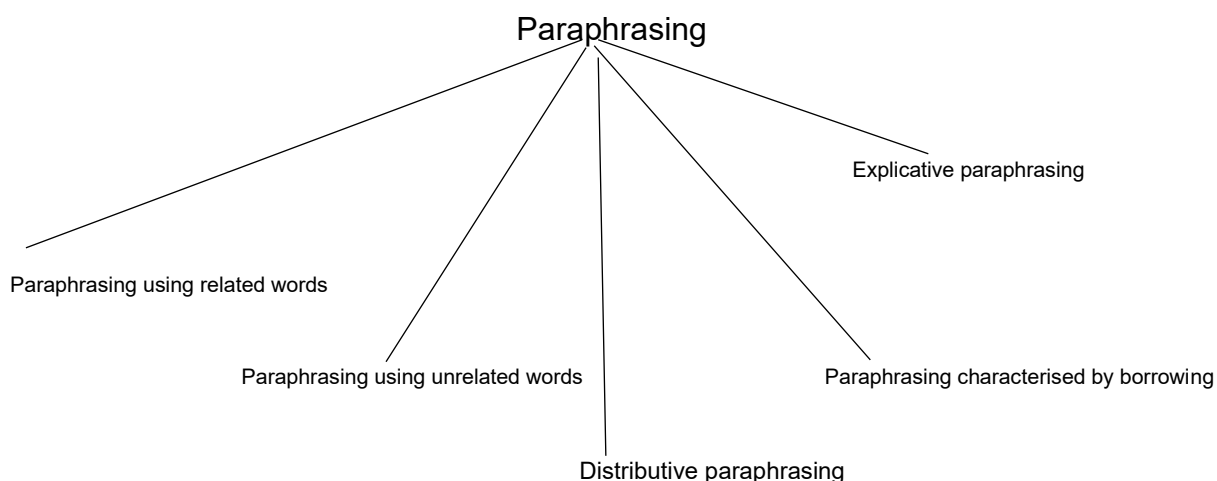 Paraphrasing
Explicative paraphrasing
Paraphrasing using related words
Paraphrasing using unrelated words
Paraphrasing characterised by borrowing
Distributive paraphrasing